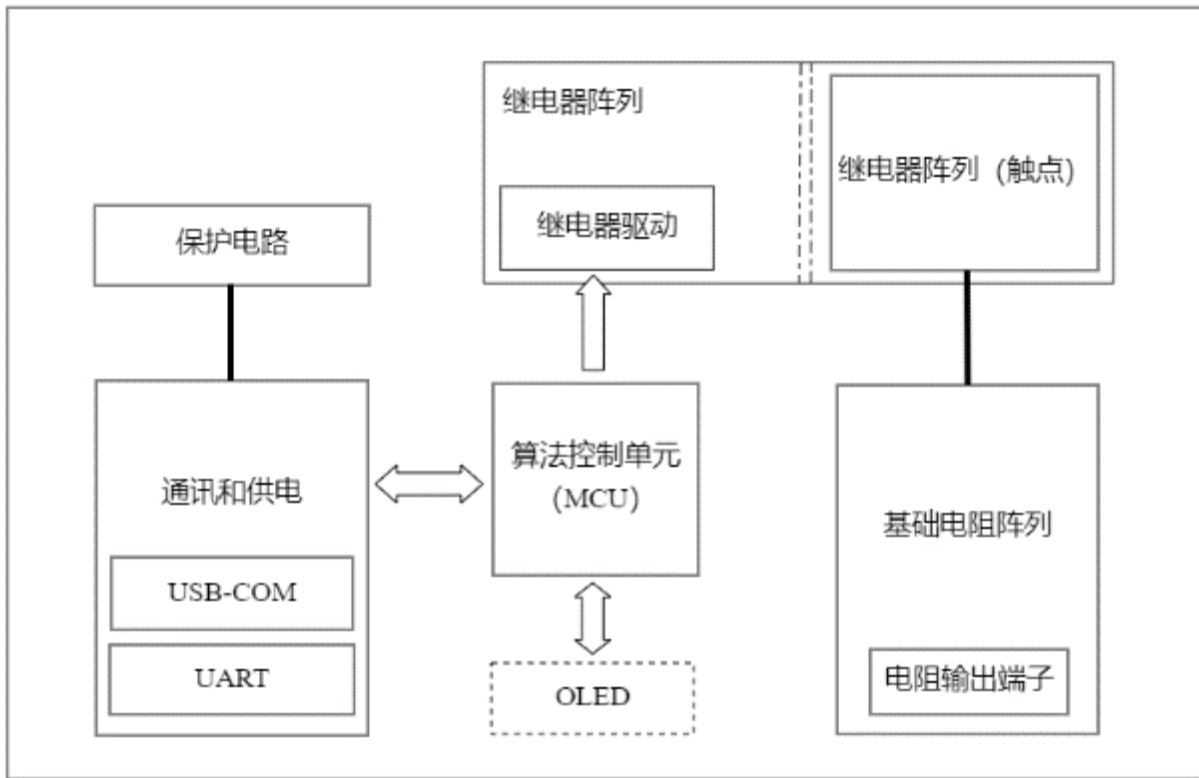 继电器阵列
继电器阵列（触点）
继电器驱动
保护电路
通讯和供电
USB-COM
UART
算法控制单元
（MCU）
OLED
基础电阻阵列
电阻输出端子